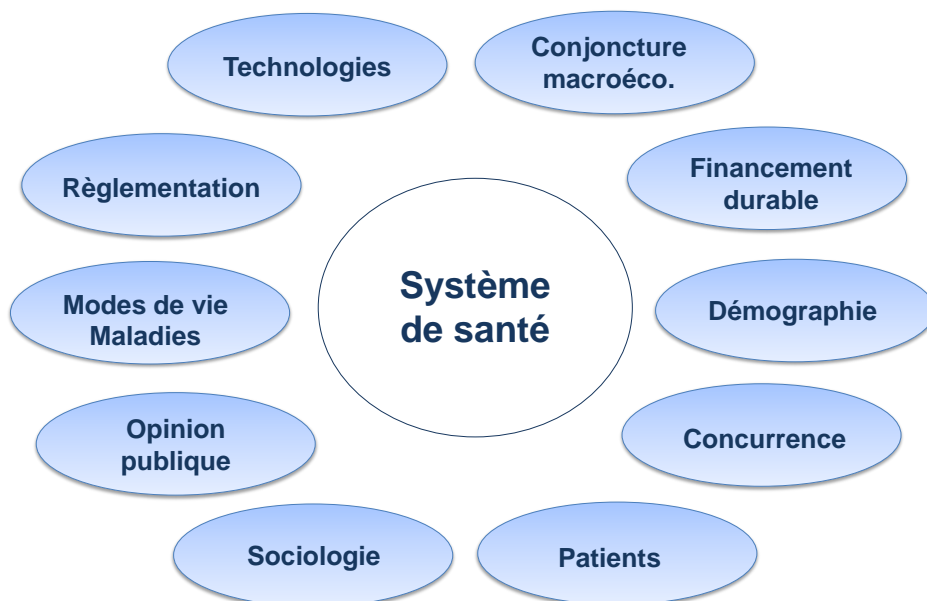 Technologies
Conjoncture
macroéco.
Règlementation
Financement
durable
Système
de santé
Modes de vie
Maladies
Démographie
Opinion
publique
Concurrence
Sociologie
Patients